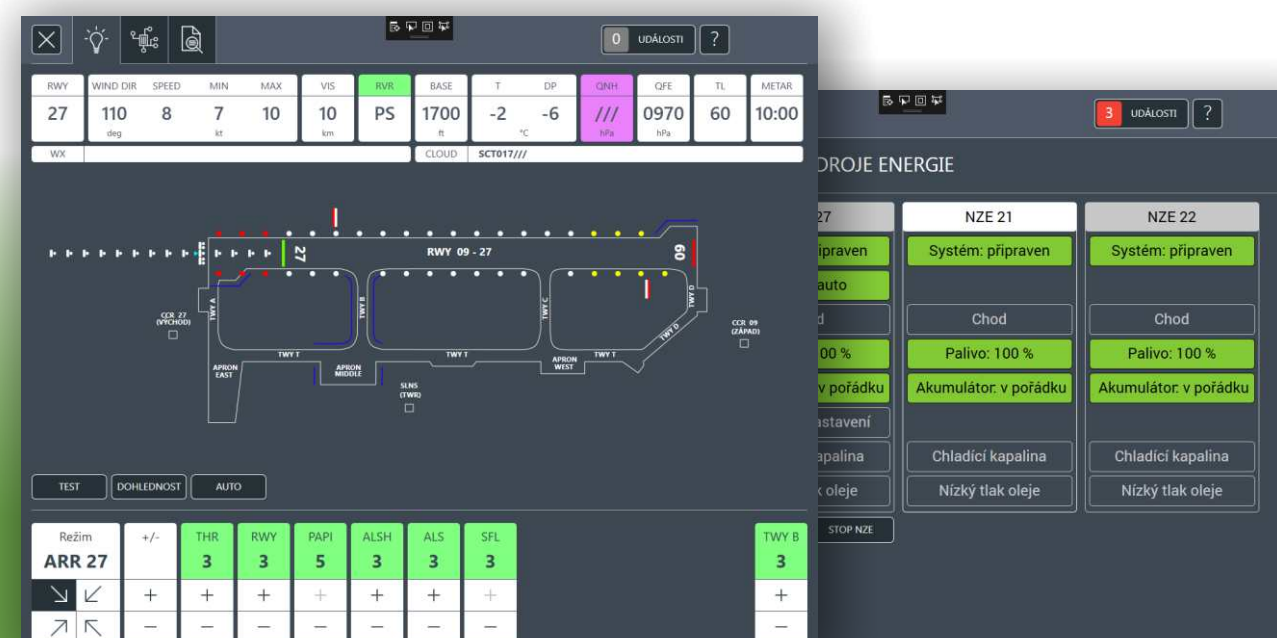 0 UDÁLOSTI ?
RWY WIND DIR SPEED MIN MAX VIS RVR BASE T DP QNH QFE TL METAR
27 110 8 7 10 10 PS 1700 -2 -6 /// 0970 60 10:00
deg kt km ft °C hPa hPa
WX CLOUD SCT017///
27 RWY 09 - 27 09
CCR 27
(VÝCHOD)
TWY A
TWY B
TWY C
TWY D
TWY D
CCR 09
(ZÁPAD)
TWY T TWY T TWY T
APRON
EAST
APRON
MIDDLE
APRON
WEST
SLNS
(TWR)
TEST DOHLEDNOST AUTO
Režim +/- THR RWY PAPI ALSH ALS SFL TWY B
ARR 27 3 3 5 3 3 3 3
+ + + + + + + +
− − − − − − − −
3 UDÁLOSTI ?
DROJE ENERGIE
27 NZE 21 NZE 22
ipraven Systém: připraven Systém: připraven
auto
d Chod Chod
00 % Palivo: 100 % Palivo: 100 %
v pořádku Akumulátor: v pořádku Akumulátor: v pořádku
astavení
apalina Chladící kapalina Chladící kapalina
k oleje Nízký tlak oleje Nízký tlak oleje
STOP NZE